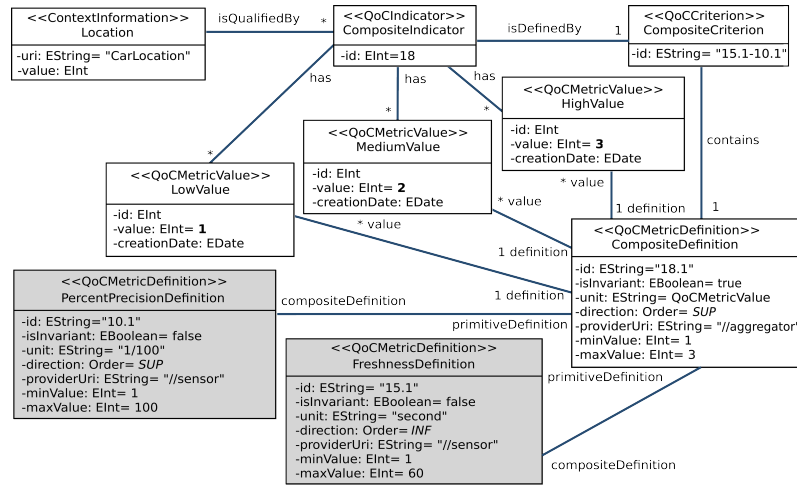 <<ContextInformation>>
Location
-uri: EString= "CarLocation"
-value: EInt
isQualifiedBy
*
<<QoCIndicator>>
CompositeIndicator
-id: EInt=18
isDefinedBy
1
<<QoCCriterion>>
CompositeCriterion
-id: EString= "15.1-10.1"
has
has
has
*
*
*
<<QoCMetricValue>>
HighValue
-id: EInt
-value: EInt= 3
-creationDate: EDate
contains
<<QoCMetricValue>>
MediumValue
-id: EInt
-value: EInt= 2
-creationDate: EDate
<<QoCMetricValue>>
LowValue
-id: EInt
-value: EInt= 1
-creationDate: EDate
* value
* value
* value
1 definition
1
1 definition
1 definition
<<QoCMetricDefinition>>
CompositeDefinition
-id: EString="18.1"
-isInvariant: EBoolean= true
-unit: EString= QoCMetricValue
-direction: Order= SUP
-providerUri: EString= "//aggregator"
-minValue: EInt= 1
-maxValue: EInt= 3
<<QoCMetricDefinition>>
PercentPrecisionDefinition
-id: EString="10.1"
-isInvariant: EBoolean= false
-unit: EString= "1/100"
-direction: Order= SUP
-providerUri: EString= "//sensor"
-minValue: EInt= 1
-maxValue: EInt= 100
compositeDefinition
primitiveDefinition
<<QoCMetricDefinition>>
FreshnessDefinition
-id: EString= "15.1"
-isInvariant: EBoolean= false
-unit: EString= "second"
-direction: Order= INF
-providerUri: EString= "//sensor"
-minValue: EInt= 1
-maxValue: EInt= 60
primitiveDefinition
compositeDefinition